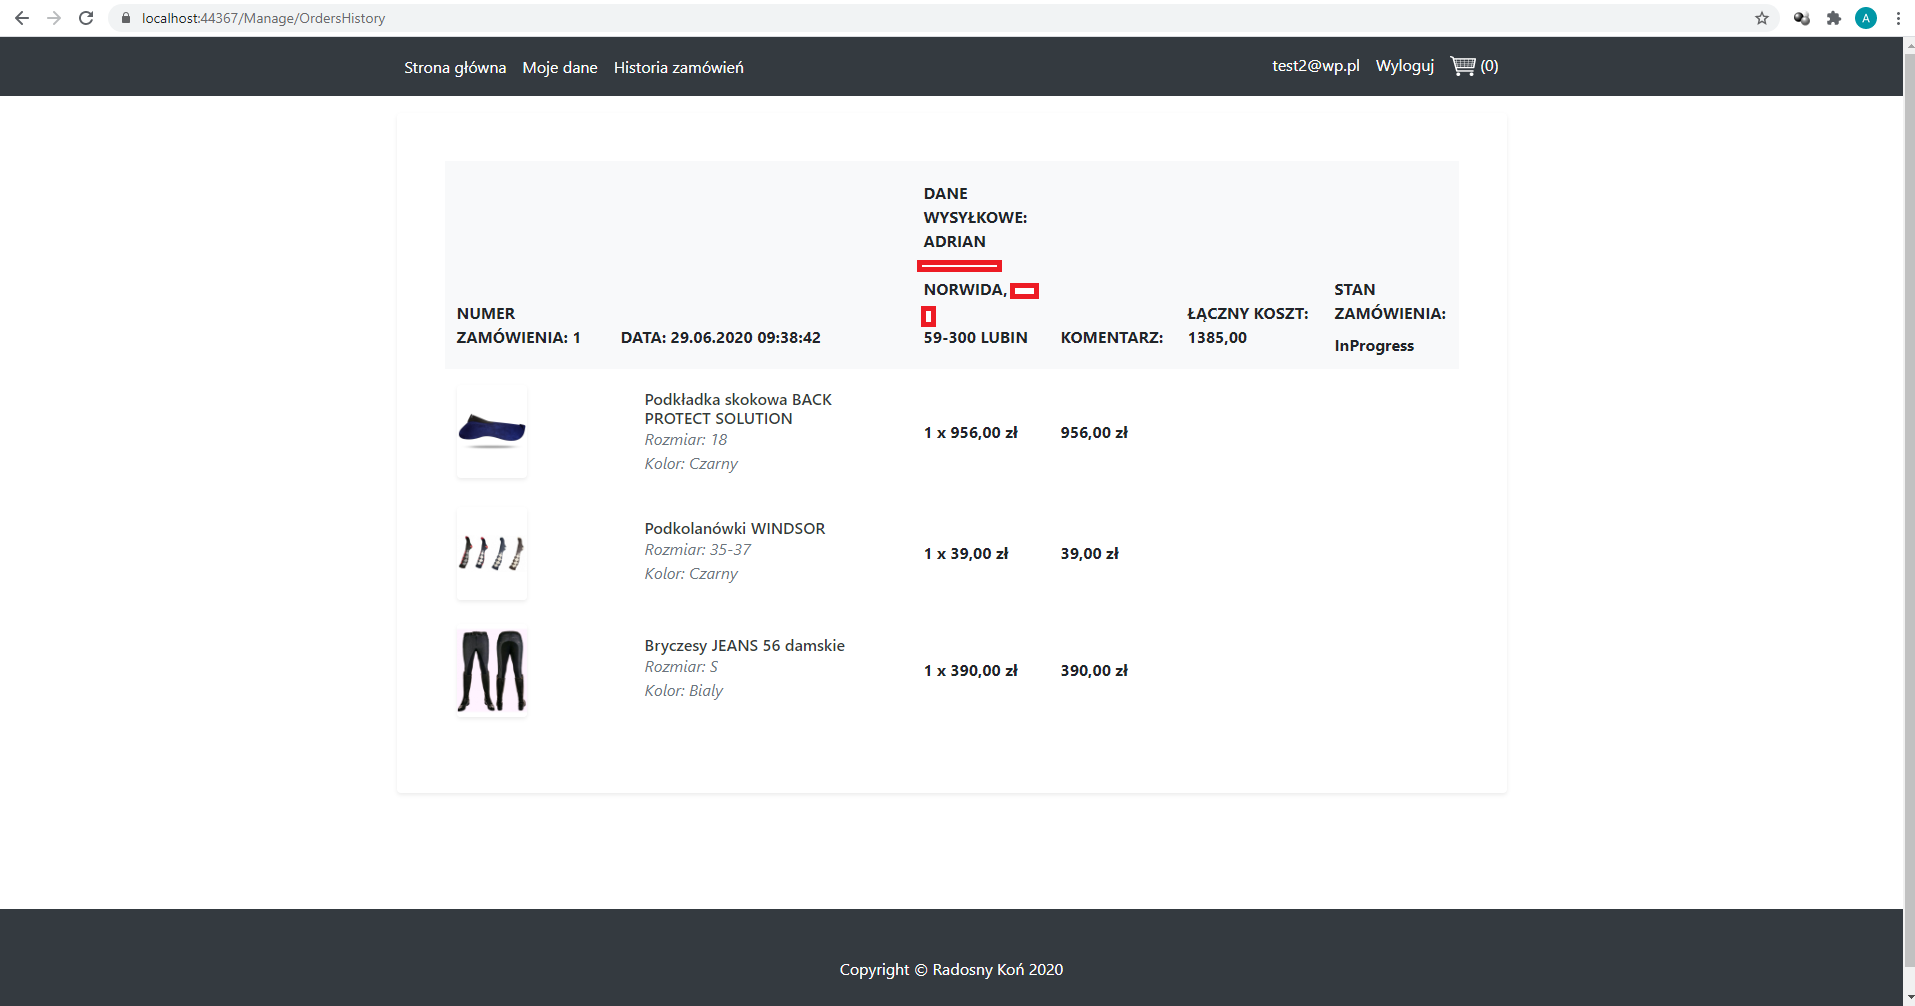 localhost:44367/Manage/OrdersHistory
A
Strona główna Moje dane Historia zamówień
test2@wp.pl Wyloguj (0)
NUMER
ZAMÓWIENIA: 1
DATA: 29.06.2020 09:38:42
DANE
WYSYŁKOWE:
ADRIAN
NORWIDA,
59-300 LUBIN
KOMENTARZ:
ŁĄCZNY KOSZT:
1385,00
STAN
ZAMÓWIENIA:
InProgress
Podkładka skokowa BACK
PROTECT SOLUTION
Rozmiar: 18
Kolor: Czarny
1 x 956,00 zł
956,00 zł
Podkolanówki WINDSOR
Rozmiar: 35-37
Kolor: Czarny
1 x 39,00 zł
39,00 zł
Bryczesy JEANS 56 damskie
Rozmiar: S
Kolor: Bialy
1 x 390,00 zł
390,00 zł
Copyright © Radosny Koń 2020